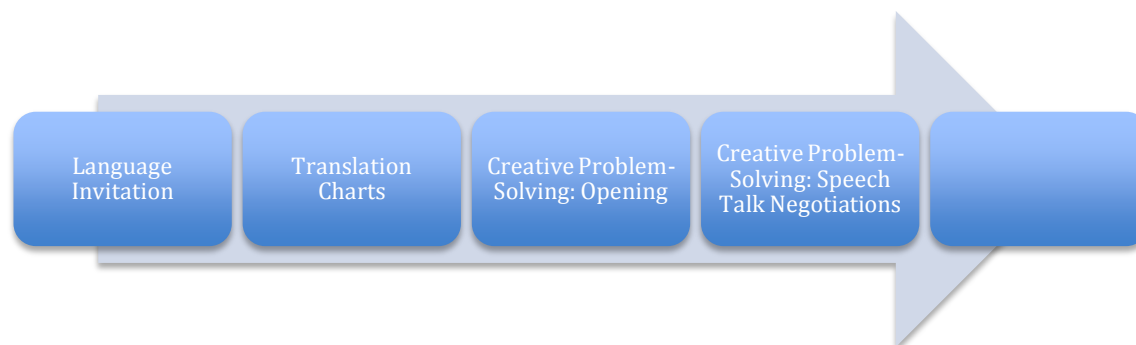 Language
Invitation
Translation
Charts
Creative Problem-
Solving: Opening
Creative Problem-
Solving: Speech
Talk Negotiations